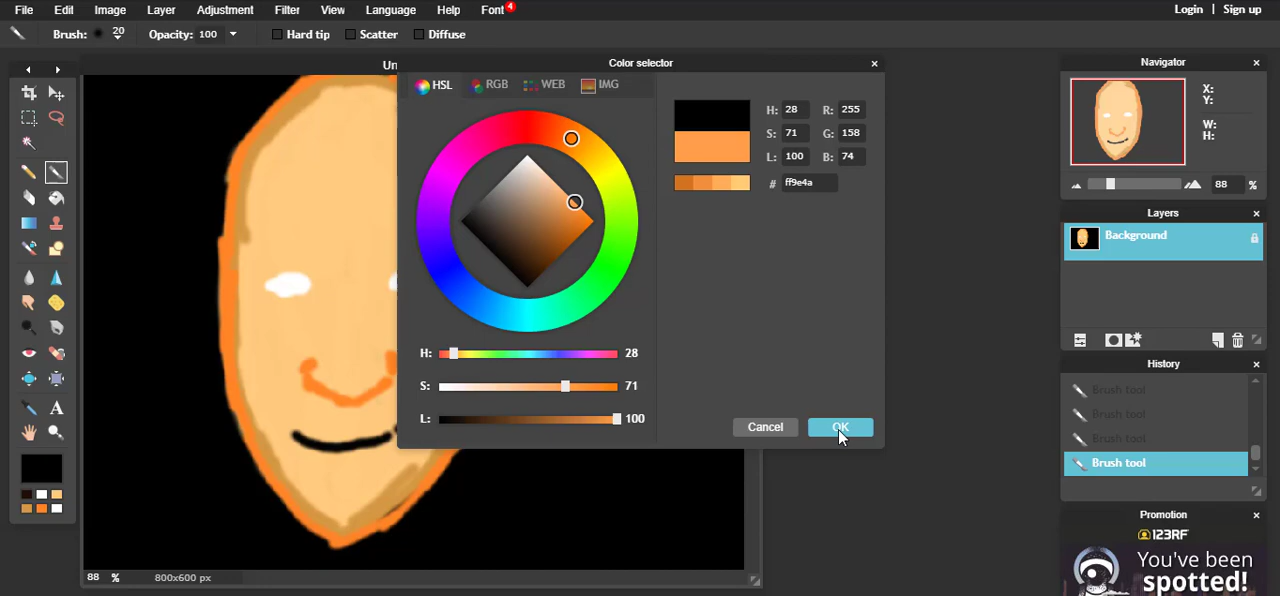 File Edit Image Layer Adjustment Filter View Language Help Font 4 Login | Sign up
Brush: 20 Opacity: 100 Hard tip Scatter Diffuse
Un
Color selector
HSL RGB WEB IMG
H: 28 R: 255
S: 71 G: 158
L: 100 B: 74
# ff9e4a
H: 28
S: 71
L: 100
Cancel OK
88 % 800x600 px
A
Navigator
X:
Y:
W:
H:
88 %
Layers
Background
History
Brush tool
Brush tool
Brush tool
Brush tool
Promotion
123RF
You've been
spotted!